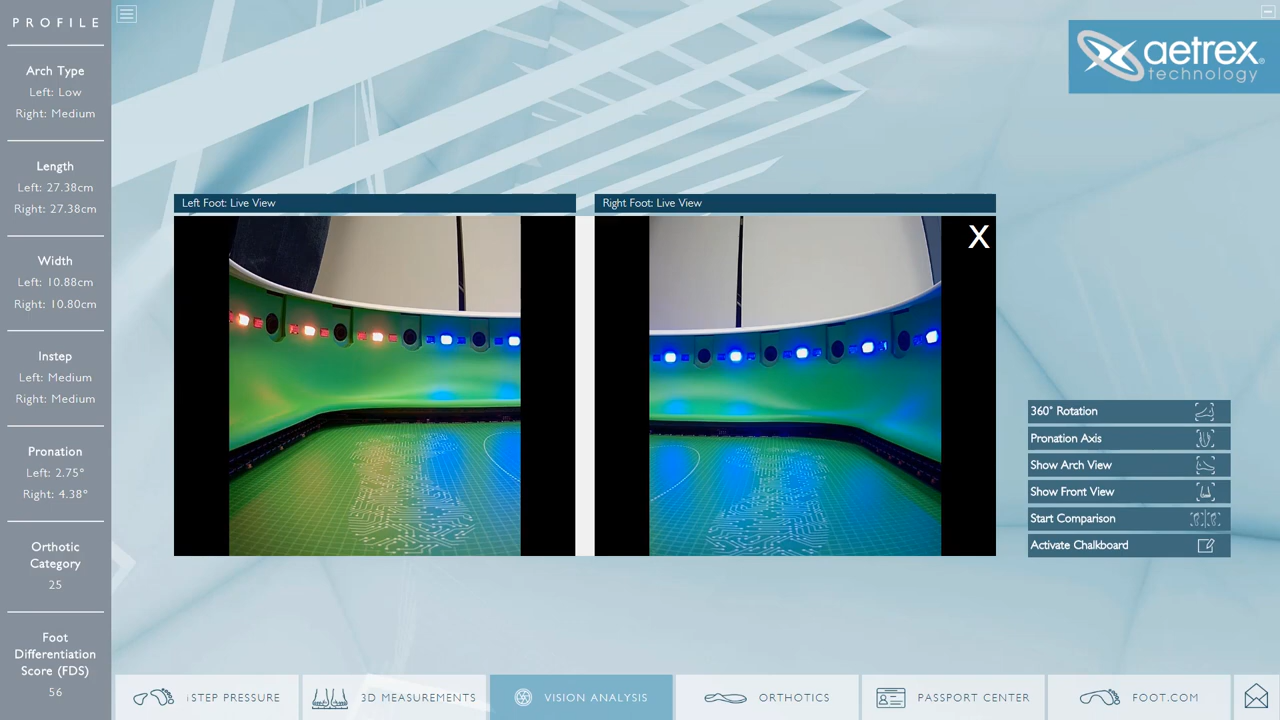 PROFILE
Arch Type
Left: Low
Right: Medium
Length
Left: 27.38cm
Right: 27.38cm
Width
Left: 10.88cm
Right: 10.80cm
Instep
Left: Medium
Right: Medium
Pronation
Left: 2.75°
Right: 4.38°
Orthotic
Category
25
Foot
Differentiation
Score (FDS)
56
aetrex®
technology
Left Foot: Live View
Right Foot: Live View
X
360° Rotation
Pronation Axis
Show Arch View
Show Front View
Start Comparison
Activate Chalkboard
iSTEP PRESSURE
3D MEASUREMENTS
VISION ANALYSIS
ORTHOTICS
PASSPORT CENTER
FOOT.COM